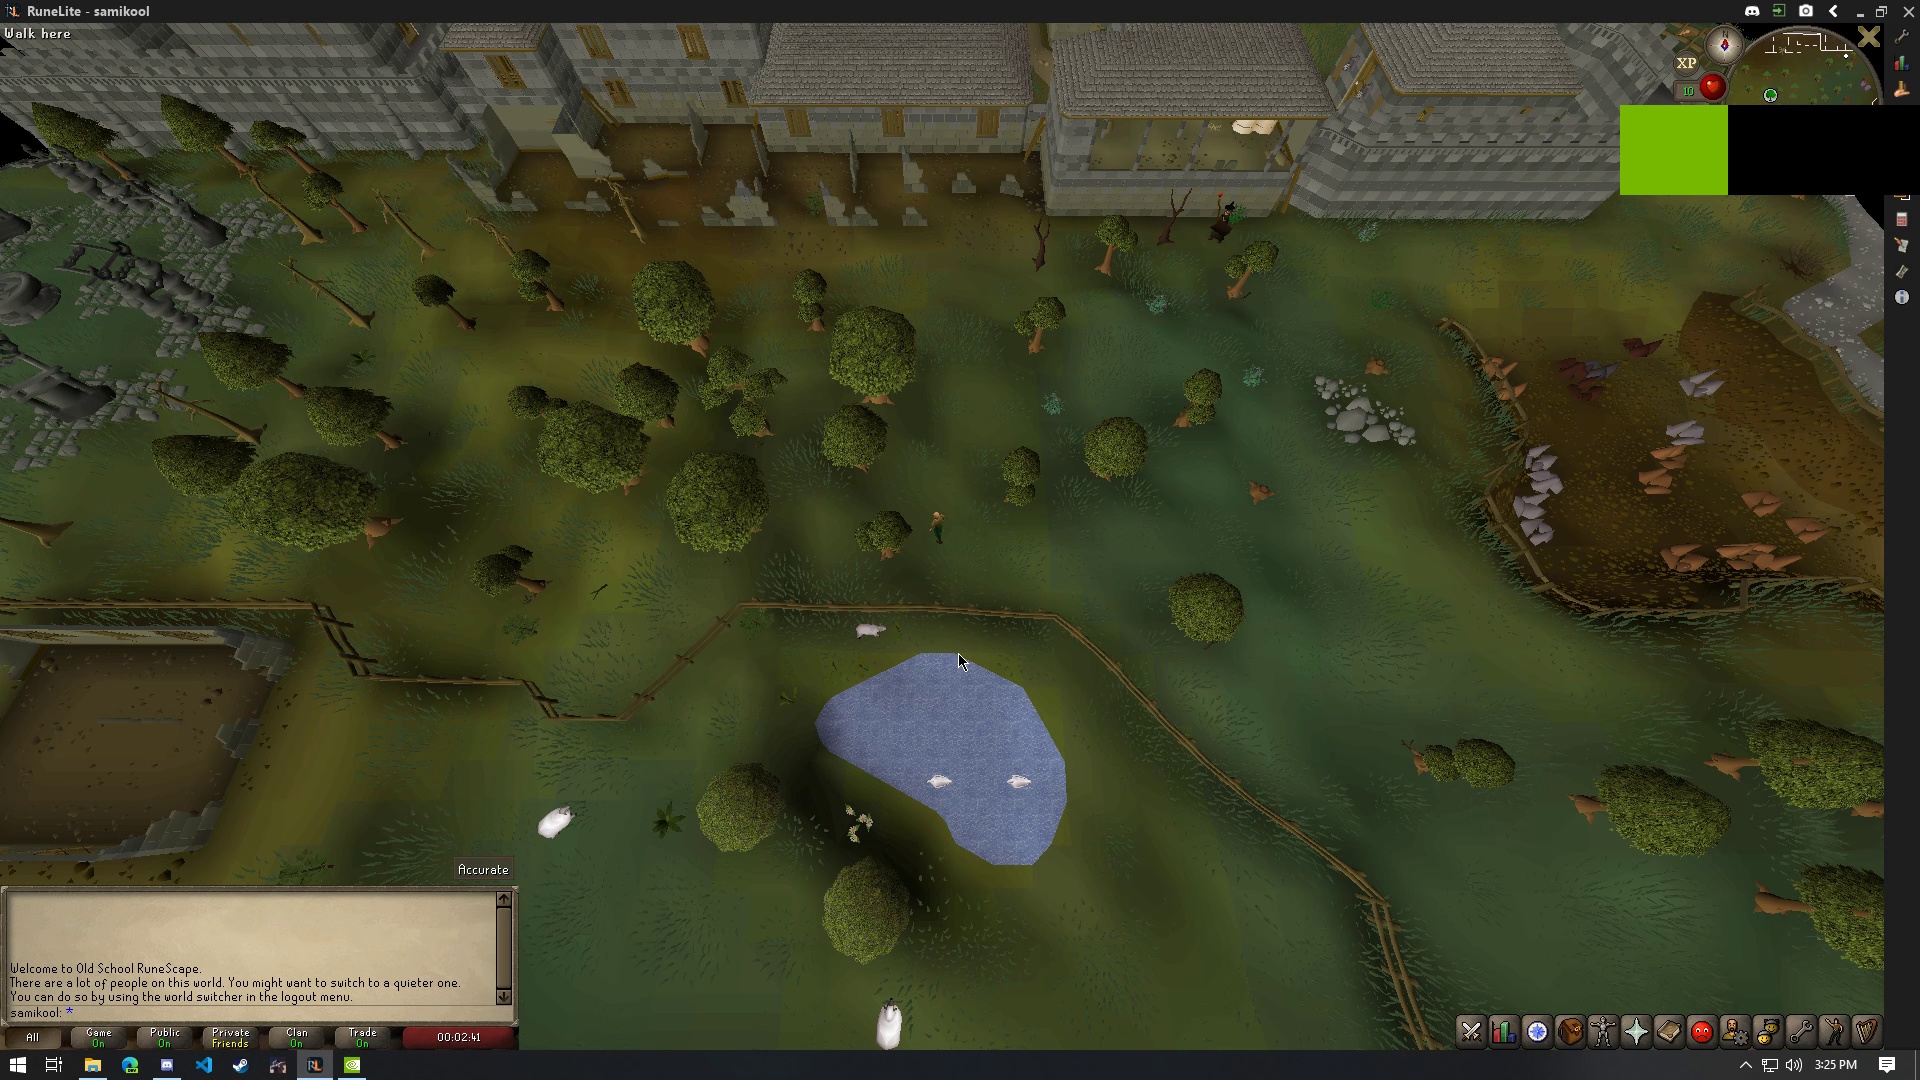 RuneLite - samikool
Walk here
N
XP
10
Accurate
Welcome to Old School RuneScape.
There are a lot of people on this world. You might want to switch to a quieter one.
You can do so by using the world switcher in the logout menu.
samikool: *
All
Game
On
Public
On
Private
Friends
Clan
On
Trade
On
00:02:41
3:25 PM